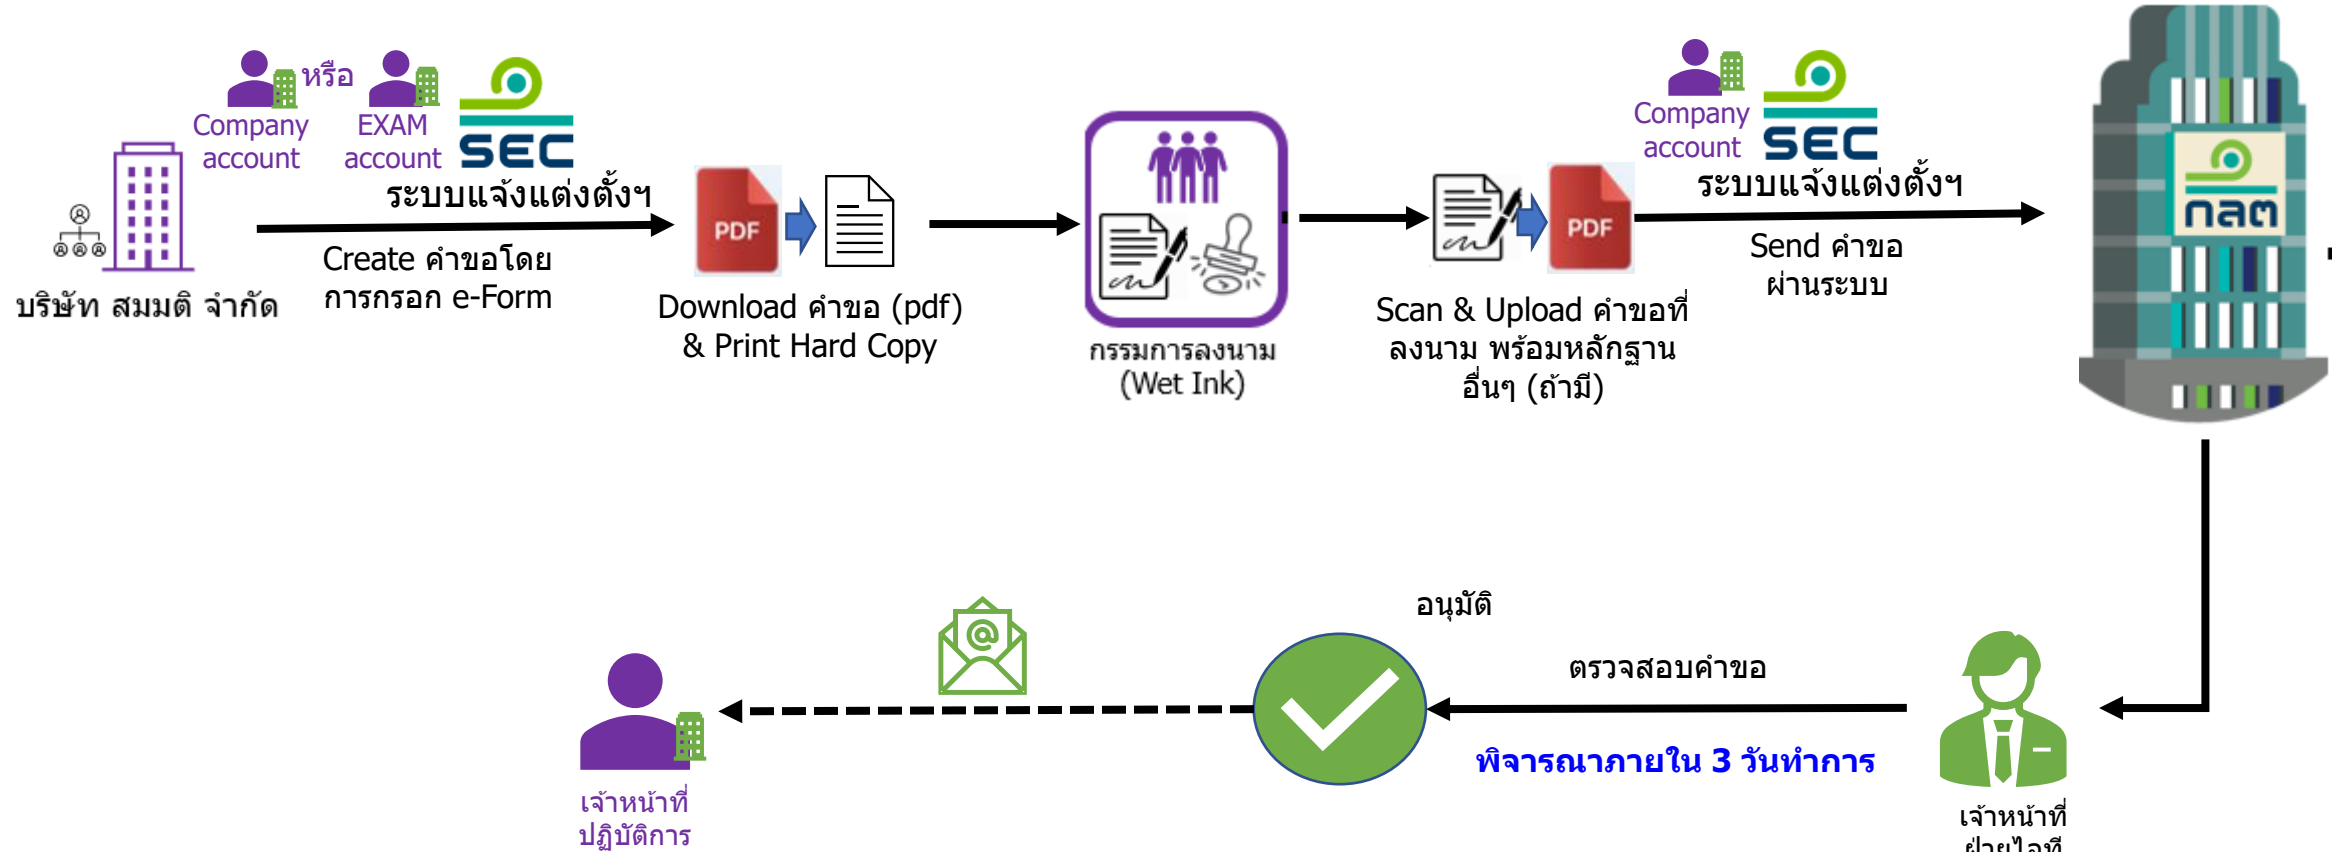 หรือ
Company
account
EXAM
account
SEC
ระบบแจ้งแต่งตั้งฯ
Create คำขอโดย
การกรอก e-Form
บริษัท สมมติ จำกัด
PDF
Download คำขอ (pdf)
& Print Hard Copy
กรรมการลงนาม
(Wet Ink)
PDF
Scan & Upload คำขอที่
ลงนาม พร้อมหลักฐาน
อื่นๆ (ถ้ามี)
Company
account
SEC
ระบบแจ้งแต่งตั้งฯ
Send คำขอ
ผ่านระบบ
กลต
เจ้าหน้าที่
ฝ่ายไอที
ตรวจสอบคำขอ
พิจารณาภายใน 3 วันทำการ
อนุมัติ
@
เจ้าหน้าที่
ปฏิบัติการ